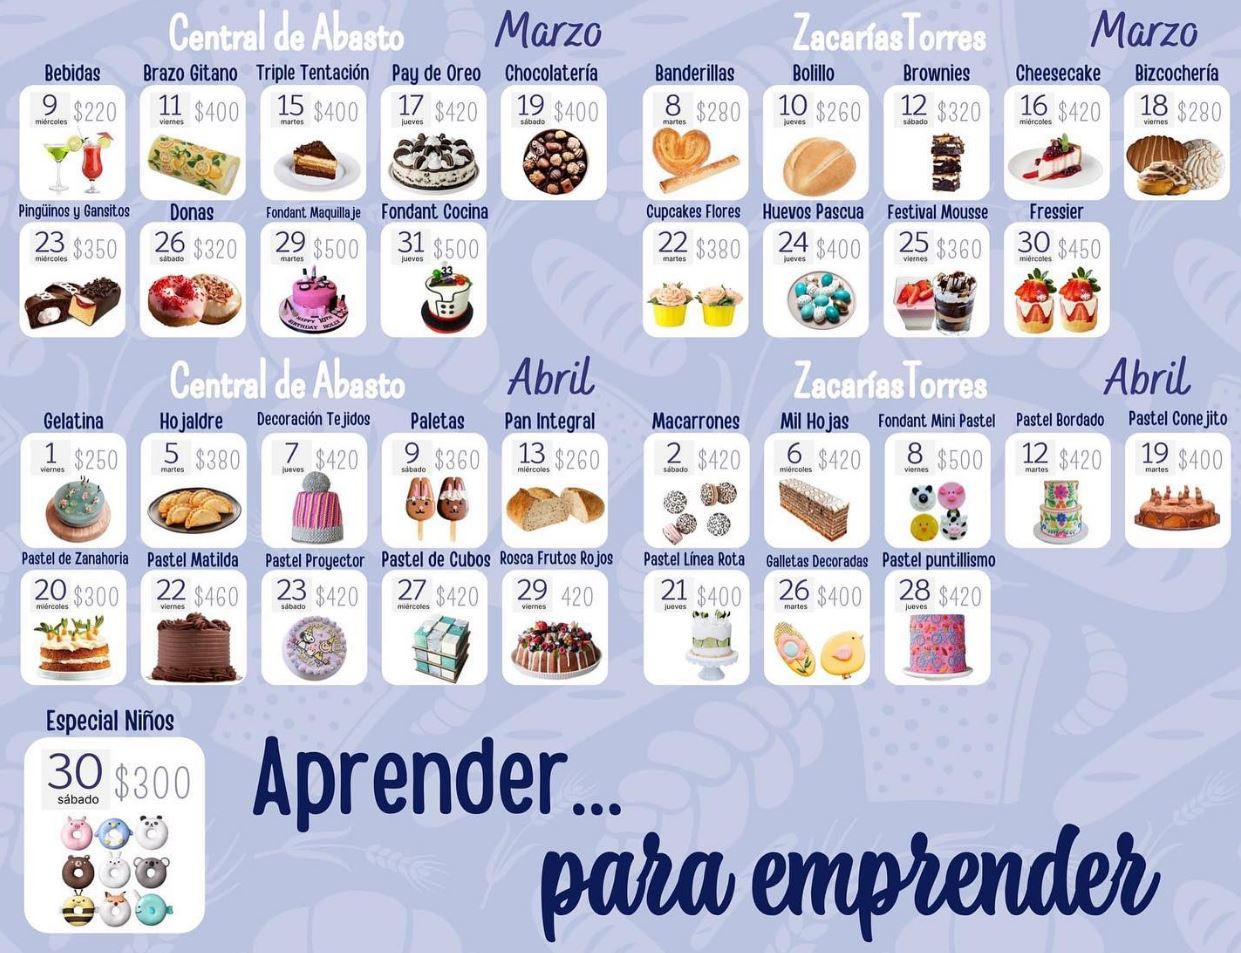 Central de Abasto Marzo
Bebidas Brazo Gitano Triple Tentación Pay de Oreo Chocolatería
9 $220 11 $400 15 $400 17 $420 19 $400
miércoles viernes martes jueves sábado
Pingüinos y Gansitos Donas Fondant Maquillaje Fondant Cocina
23 $350 26 $320 29 $500 31 $500
miércoles sábado martes jueves
33
HAPPY 10TH
BIRTHDAY HOLLY
ZacaríasTorres Marzo
Banderillas Bolillo Brownies Cheesecake Bizcochería
8 $280 10 $260 12 $320 16 $420 18 $280
martes jueves sábado miércoles viernes
Cupcakes Flores Huevos Pascua Festival Mousse Fressier
22 $380 24 $400 25 $360 30 $450
martes jueves viernes miércoles
Central de Abasto Abril
Gelatina Hojaldre Decoración Tejidos Paletas Pan Integral
1 $250 5 $380 7 $420 9 $360 13 $260
viernes martes jueves sábado miércoles
Pastel de Zanahoria Pastel Matilda Pastel Proyector Pastel de Cubos Rosca Frutos Rojos
20 $300 22 $460 23 $420 27 $420 29 420
miércoles viernes sábado miércoles viernes
ZacaríasTorres Abril
Macarrones Mil Hojas Fondant Mini Pastel Pastel Bordado Pastel Conejito
2 $420 6 $420 8 $500 12 $420 19 $400
sábado miércoles viernes martes martes
Pastel Línea Rota Galletas Decoradas Pastel puntillismo
21 $400 26 $400 28 $420
jueves martes jueves
Especial Niños
30 $300
sábado
Aprender...
para emprender